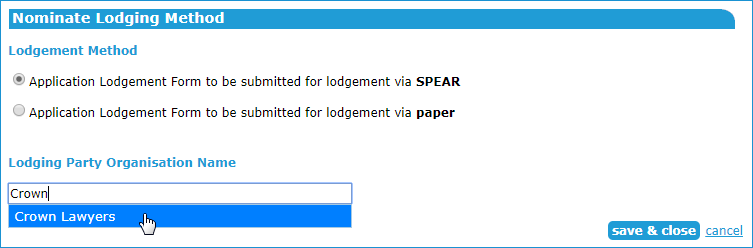 Nominate Lodging Method
Lodgement Method
Application Lodgement Form to be submitted for lodgement via SPEAR
Application Lodgement Form to be submitted for lodgement via paper
Lodging Party Organisation Name
Crown
Crown Lawyers
save & close cancel